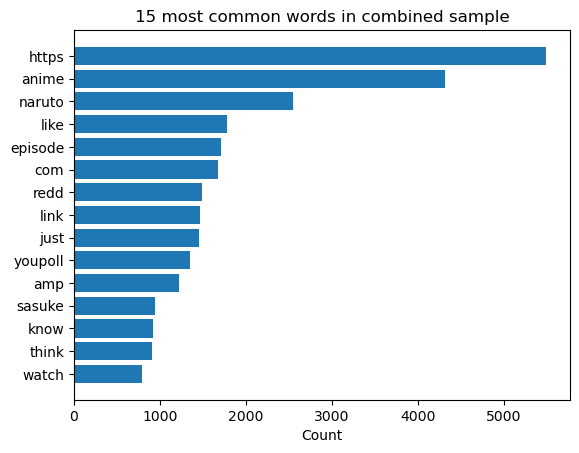 15 most common words in combined sample
https
anime
naruto
like
episode
com
redd
link
just
youpoll
amp
sasuke
know
think
watch
0 1000 2000 3000 4000 5000
Count